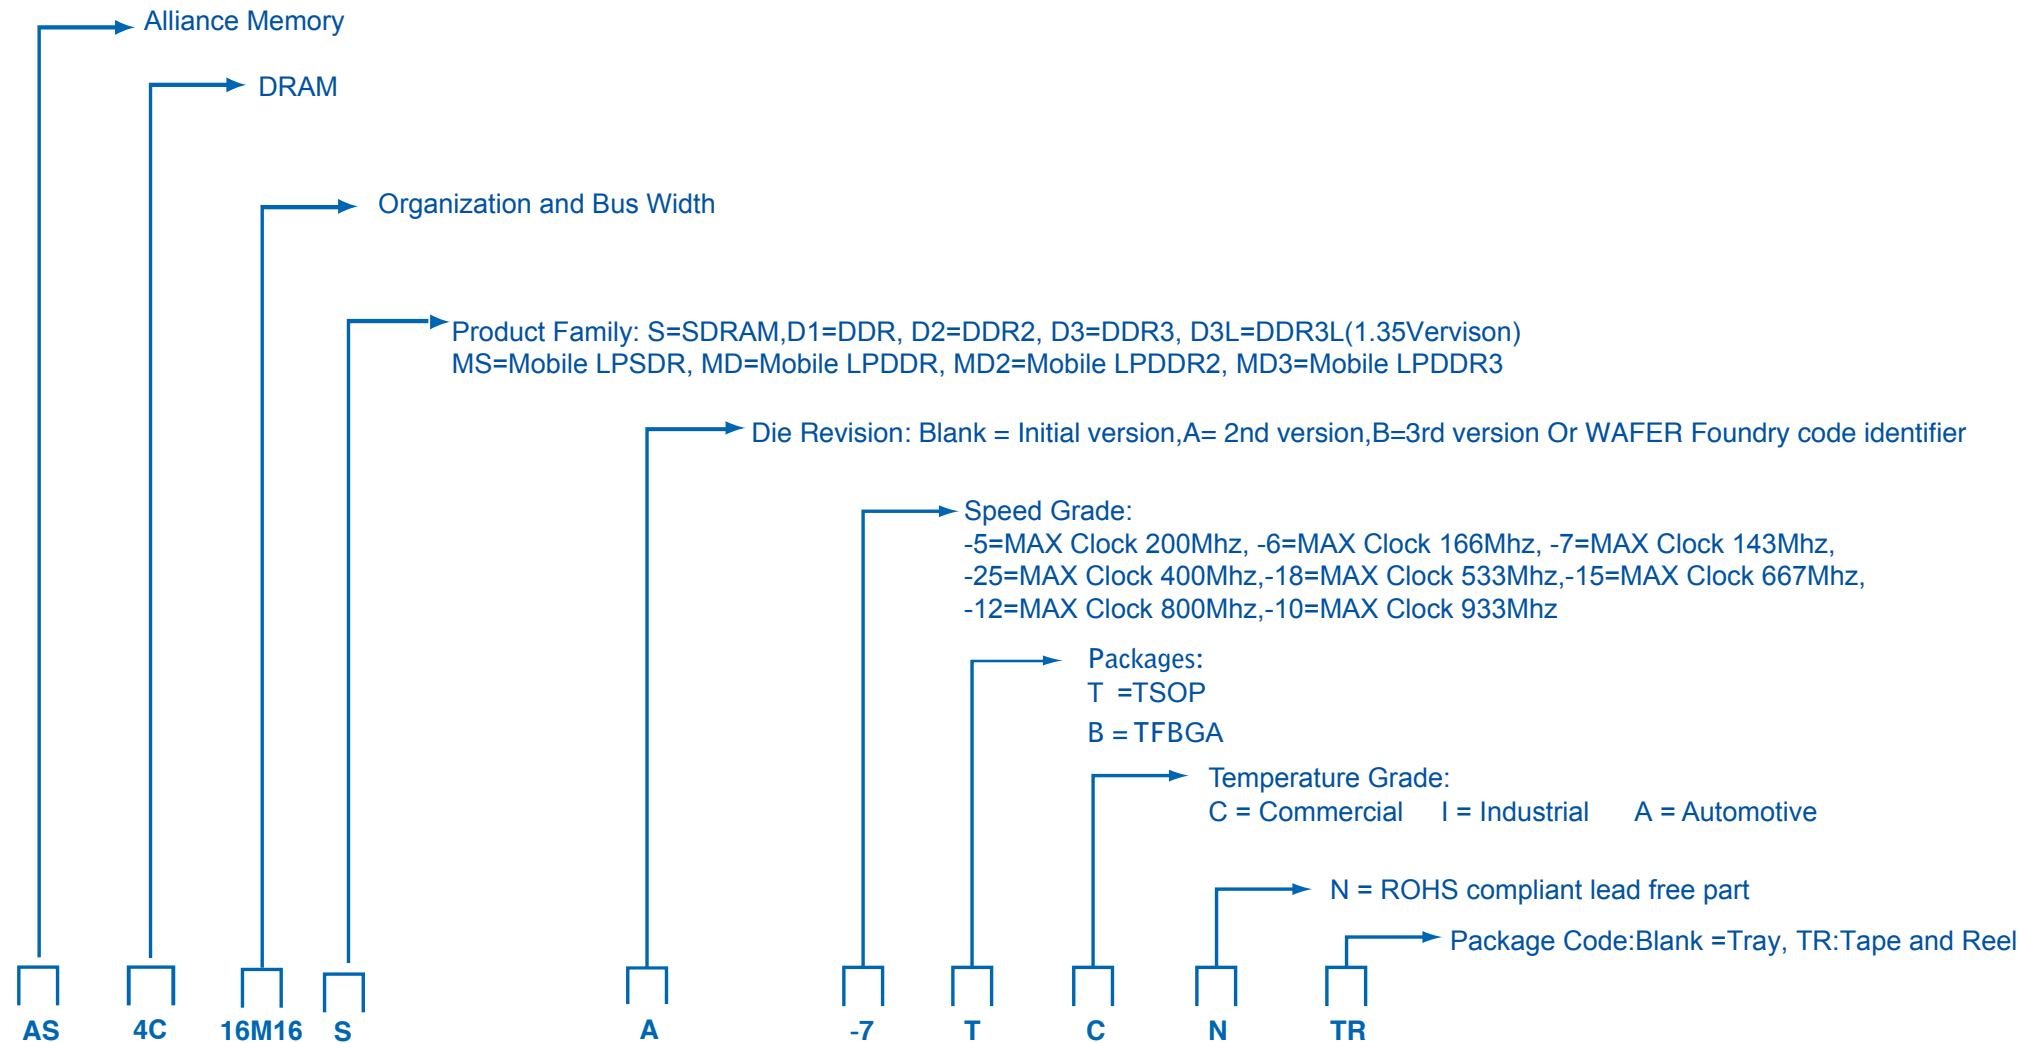 Alliance Memory
DRAM
Organization and Bus Width
Product Family: S=SDRAM,D1=DDR, D2=DDR2, D3=DDR3, D3L=DDR3L(1.35Vervison)
MS=Mobile LPSDR, MD=Mobile LPDDR, MD2=Mobile LPDDR2, MD3=Mobile LPDDR3
Die Revision: Blank = Initial version,A= 2nd version,B=3rd version Or WAFER Foundry code identifier
Speed Grade:
-5=MAX Clock 200Mhz, -6=MAX Clock 166Mhz, -7=MAX Clock 143Mhz,
-25=MAX Clock 400Mhz,-18=MAX Clock 533Mhz,-15=MAX Clock 667Mhz,
-12=MAX Clock 800Mhz,-10=MAX Clock 933Mhz
Packages:
T =TSOP
B = TFBGA
Temperature Grade:
C = Commercial I = Industrial A = Automotive
N = ROHS compliant lead free part
Package Code:Blank =Tray, TR:Tape and Reel
AS 4C 16M16 S A -7 T C N TR